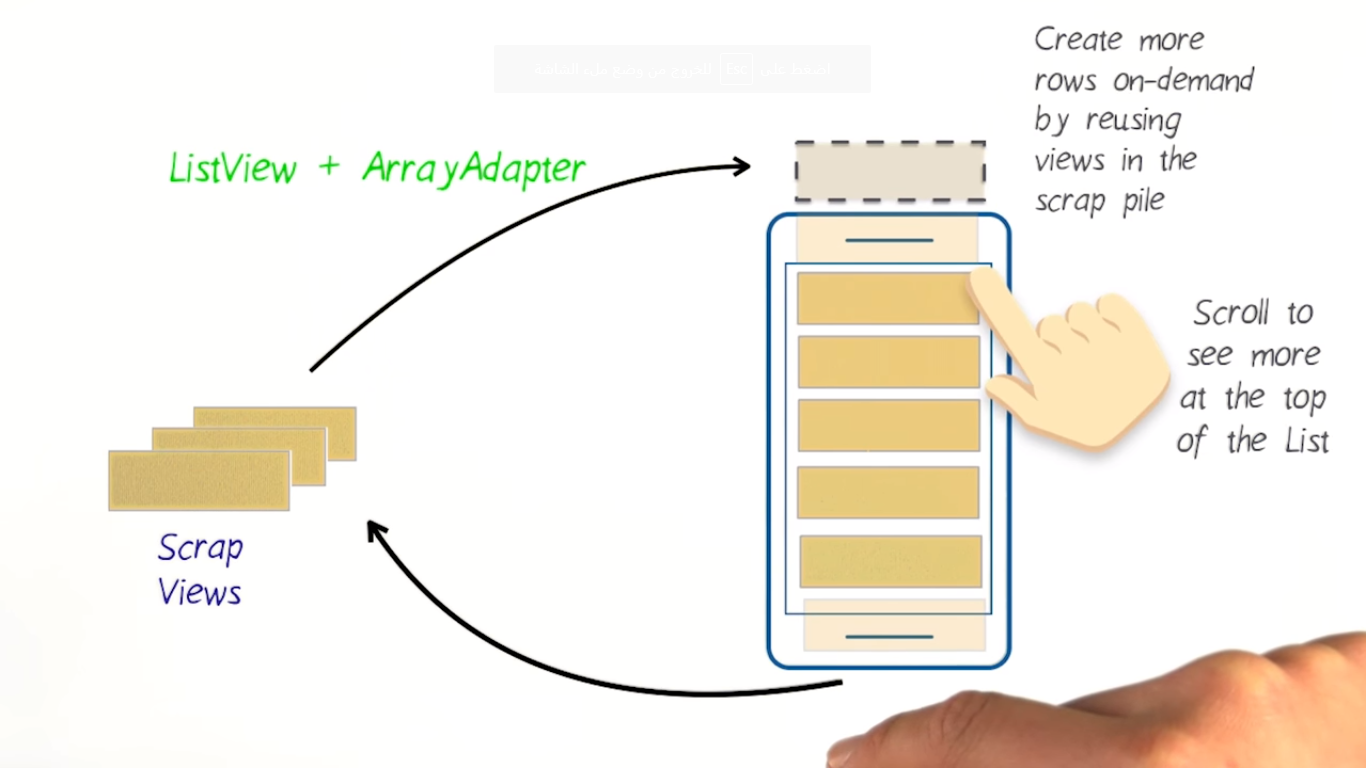 اضغط على Esc للخروج من وضع ملء الشاشة
ListView + ArrayAdapter
Create more
rows on-demand
by reusing
views in the
scrap pile
Scroll to
see more
at the top
of the List
Scrap
Views